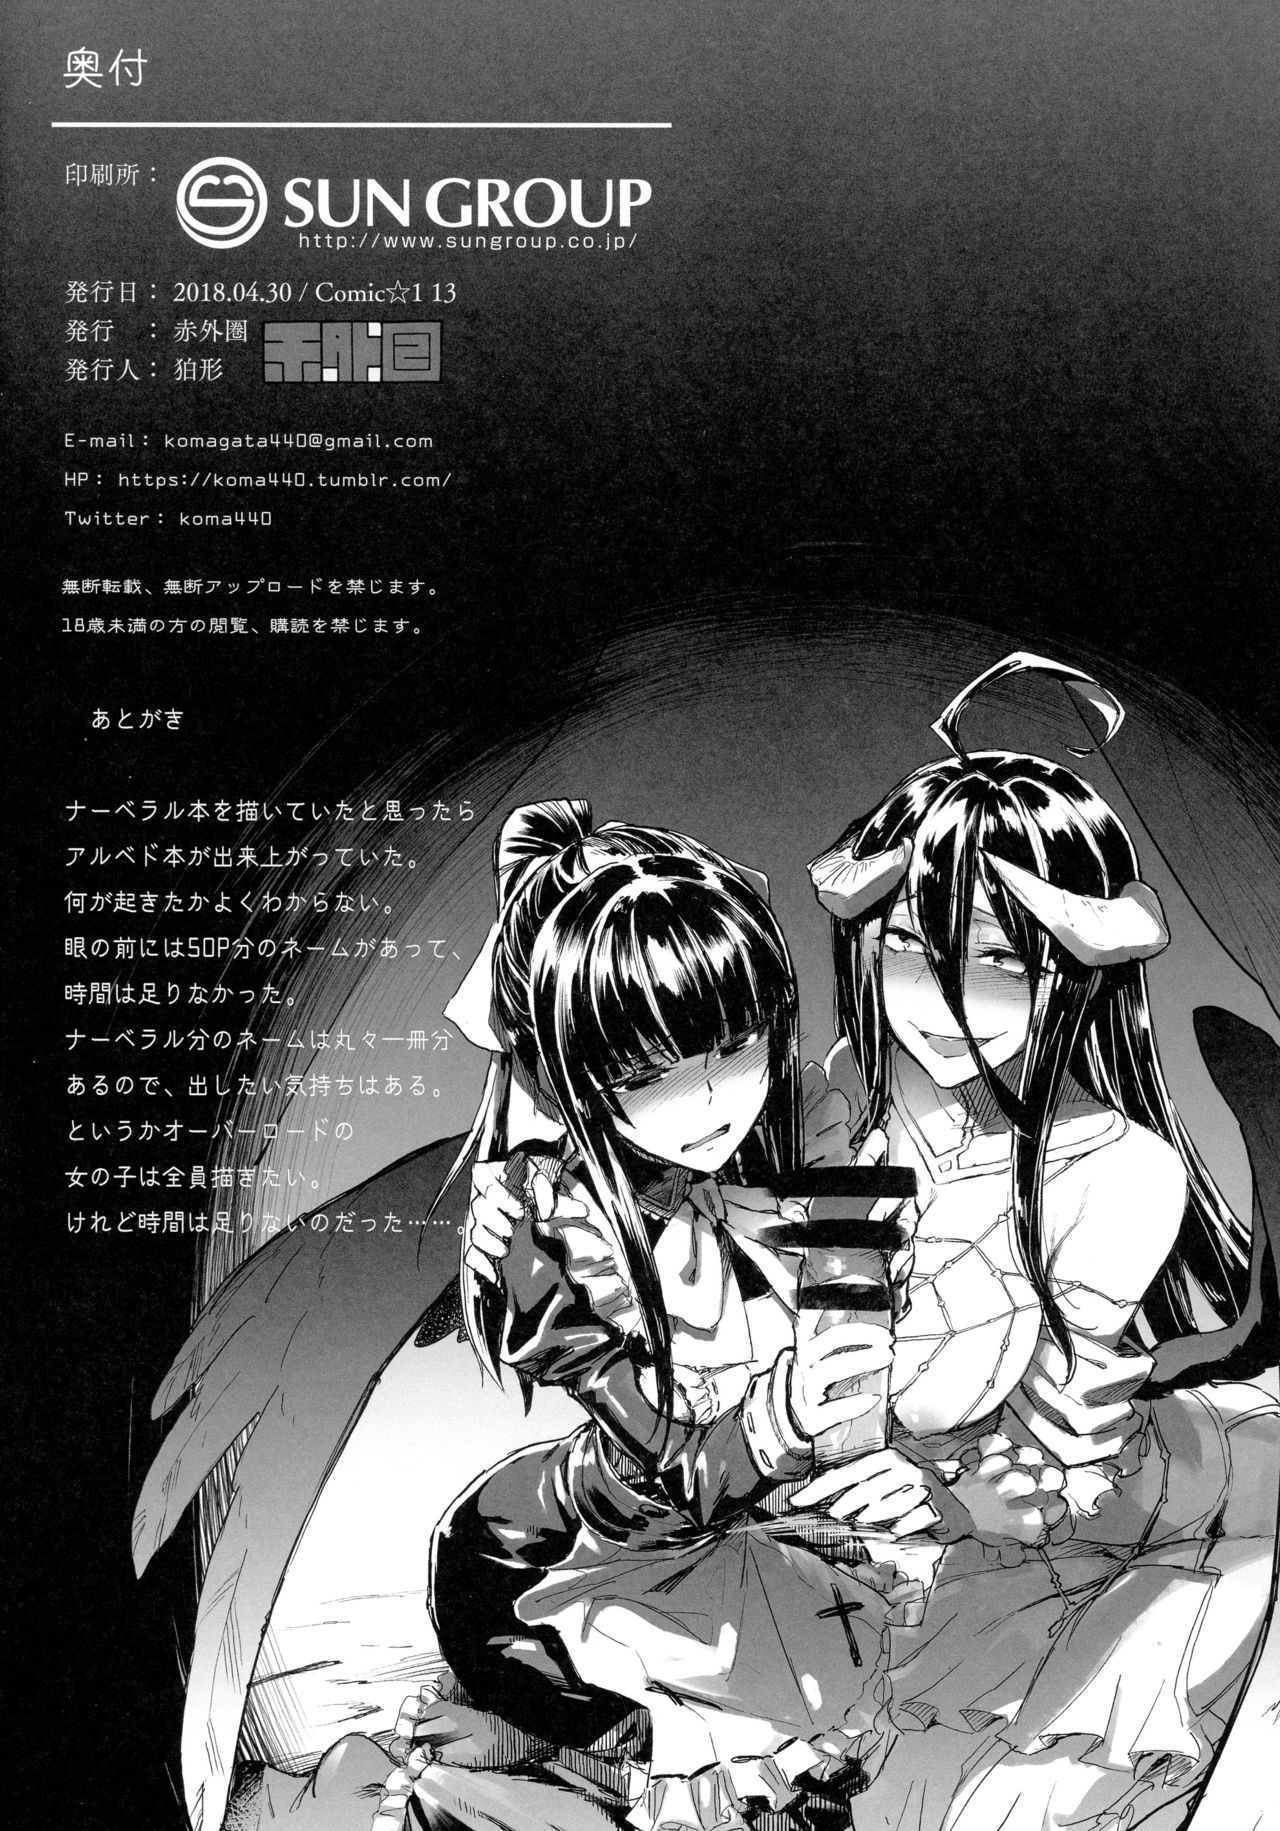 奥付
印刷所：
SUN GROUP
http://www.sungroup.co.jp/
発行日： 2018.04.30 / Comic☆1 13
発行　： 赤外圏
赤外圏
発行人： 狛形
E-mail： komagata440@gmail.com
HP： https://koma440.tumblr.com/
Twitter： koma440
無断転載、無断アップロードを禁じます。
18歳未満の方の閲覧、購読を禁じます。
あとがき
ナーベラル本を描いていたと思ったら
アルベド本が出来上がっていた。
何が起きたかよくわからない。
眼の前には50P分のネームがあって、
時間は足りなかった。
ナーベラル分のネームは丸々一冊分
あるので、出したい気持ちはある。
というかオーバーロードの
女の子は全員描きたい。
けれど時間は足りないのだった……。